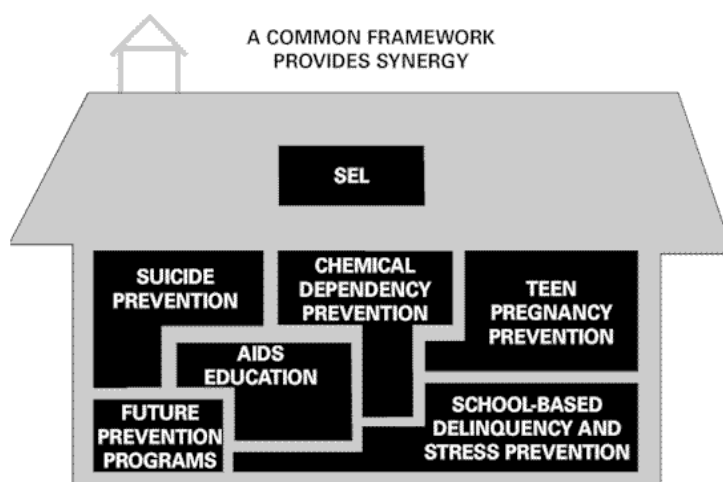 A COMMON FRAMEWORK
PROVIDES SYNERGY
SEL
SUICIDE
PREVENTION
CHEMICAL
DEPENDENCY
PREVENTION
TEEN
PREGNANCY
PREVENTION
AIDS
EDUCATION
FUTURE
PREVENTION
PROGRAMS
SCHOOL-BASED
DELINQUENCY AND
STRESS PREVENTION